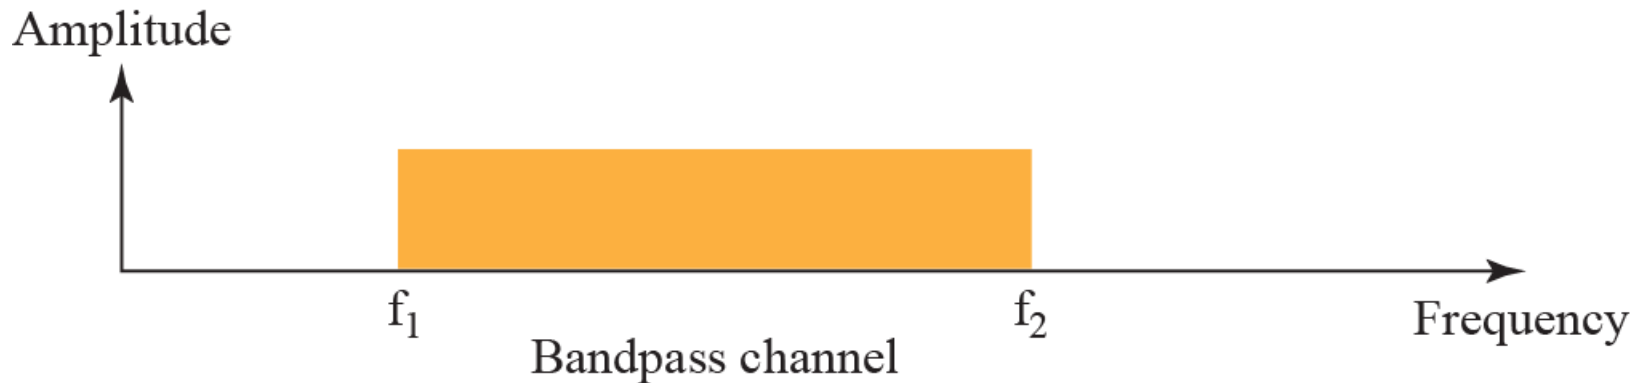 Amplitude
f₁
f₂
Frequency
Bandpass channel